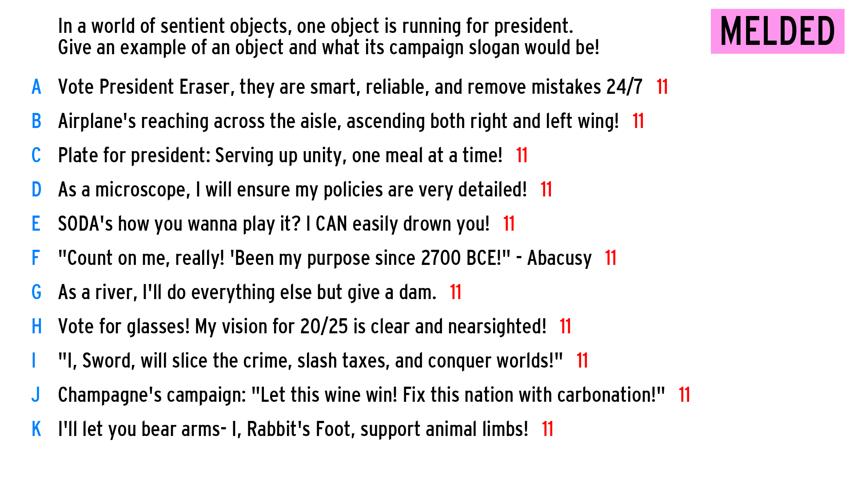 In a world of sentient objects, one object is running for president.
Give an example of an object and what its campaign slogan would be!
MELDED
A Vote President Eraser, they are smart, reliable, and remove mistakes 24/7 11
B Airplane's reaching across the aisle, ascending both right and left wing! 11
C Plate for president: Serving up unity, one meal at a time! 11
D As a microscope, I will ensure my policies are very detailed! 11
E SODA's how you wanna play it? I CAN easily drown you! 11
F "Count on me, really! 'Been my purpose since 2700 BCE!" - Abacusy 11
G As a river, I'll do everything else but give a dam. 11
H Vote for glasses! My vision for 20/25 is clear and nearsighted! 11
I "I, Sword, will slice the crime, slash taxes, and conquer worlds!" 11
J Champagne's campaign: "Let this wine win! Fix this nation with carbonation!" 11
K I'll let you bear arms- I, Rabbit's Foot, support animal limbs! 11